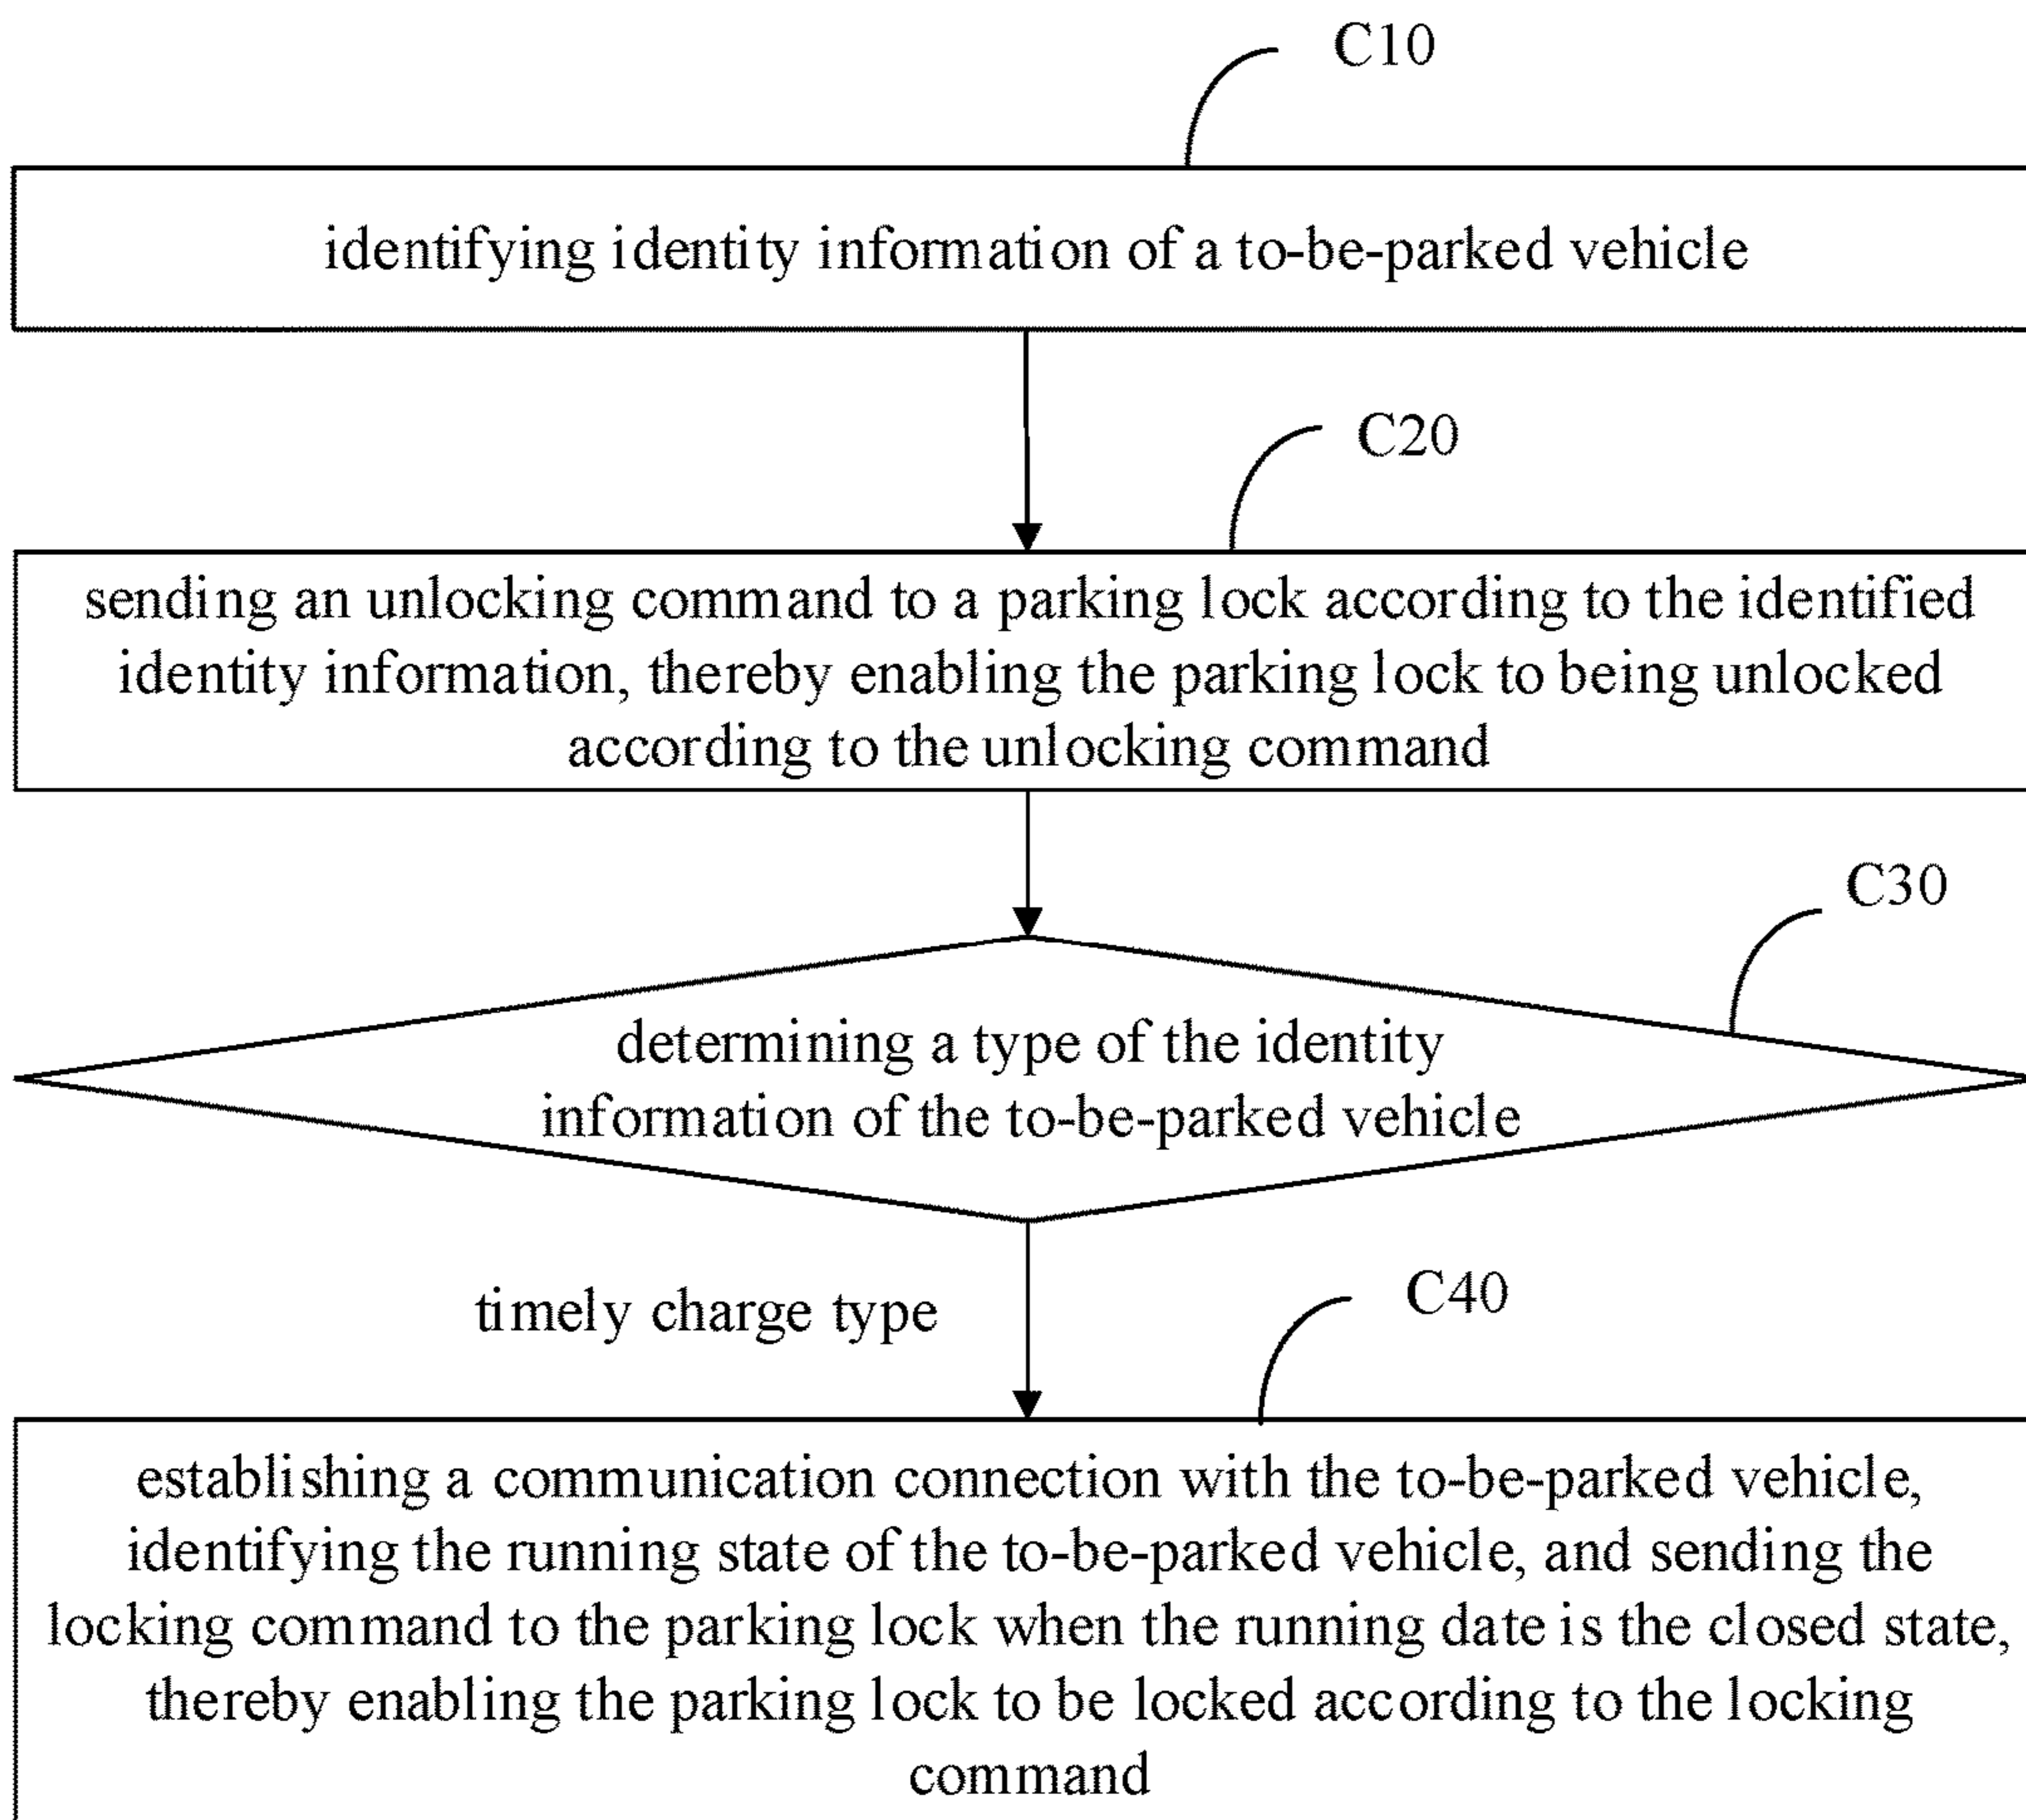 C10
identifying identity information of a to-be-parked vehicle
C20
sending an unlocking command to a parking lock according to the identified
identity information, thereby enabling the parking lock to being unlocked
according to the unlocking command
C30
determining a type of the identity
information of the to-be-parked vehicle
timely charge type
C40
establishing a communication connection with the to-be-parked vehicle,
identifying the running state of the to-be-parked vehicle, and sending the
locking command to the parking lock when the running date is the closed state,
thereby enabling the parking lock to be locked according to the locking
command